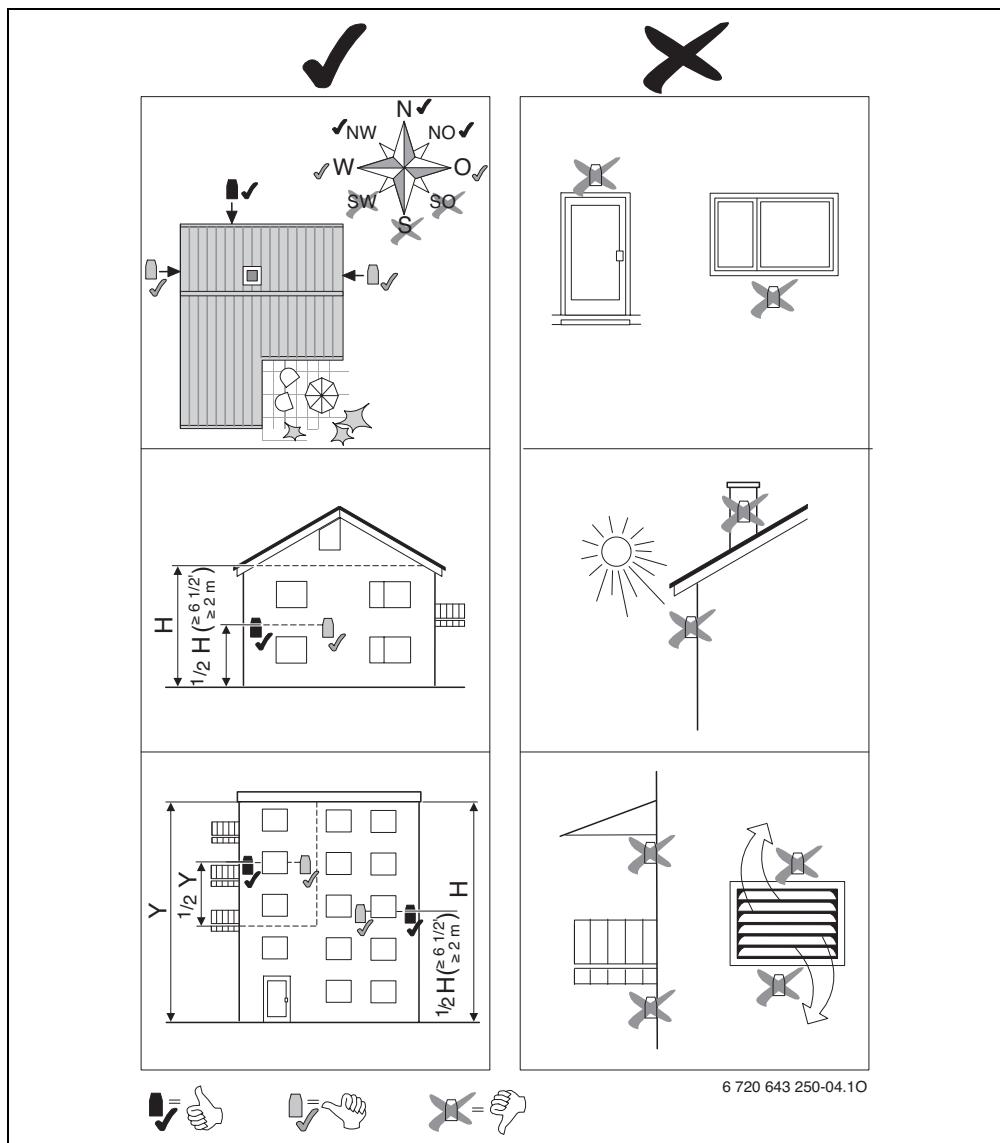 N
NW NO
W O
SW SO
S
H
1/2 H (≥ 6 1/2' ≥ 2 m)
Y
1/2 Y
H
1/2 H (≥ 6 1/2' ≥ 2 m)
6 720 643 250-04.1O
= = =